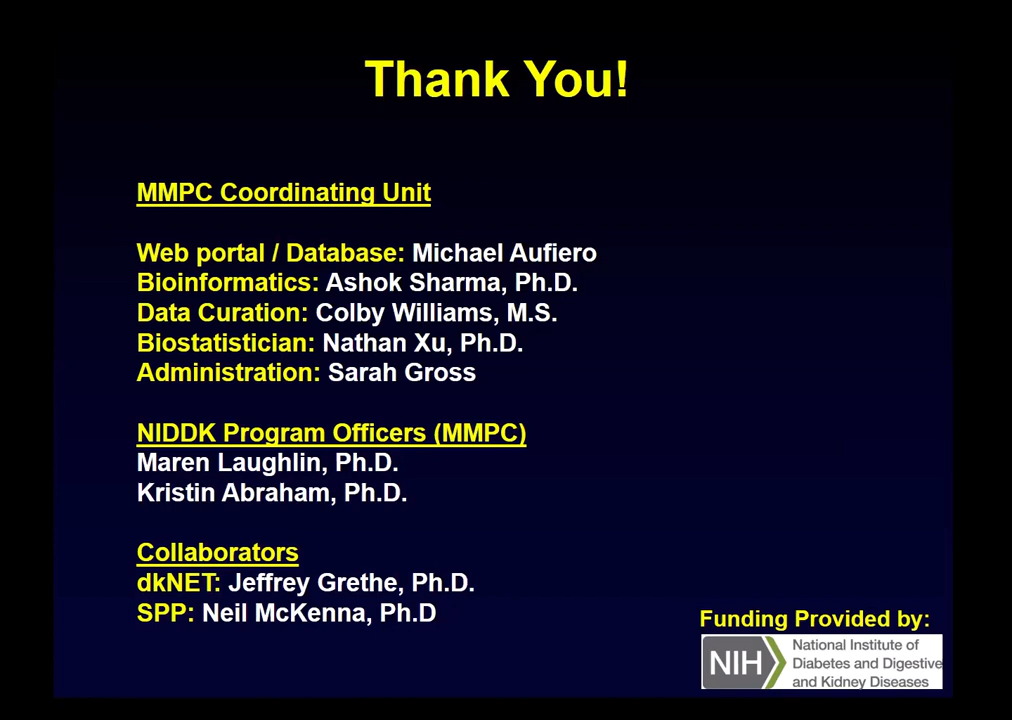 Thank You!
MMPC Coordinating Unit
Web portal / Database: Michael Aufiero
Bioinformatics: Ashok Sharma, Ph.D.
Data Curation: Colby Williams, M.S.
Biostatistician: Nathan Xu, Ph.D.
Administration: Sarah Gross
NIDDK Program Officers (MMPC)
Maren Laughlin, Ph.D.
Kristin Abraham, Ph.D.
Collaborators
dkNET: Jeffrey Grethe, Ph.D.
SPP: Neil McKenna, Ph.D
Funding Provided by:
NIH
National Institute of
Diabetes and Digestive
and Kidney Diseases